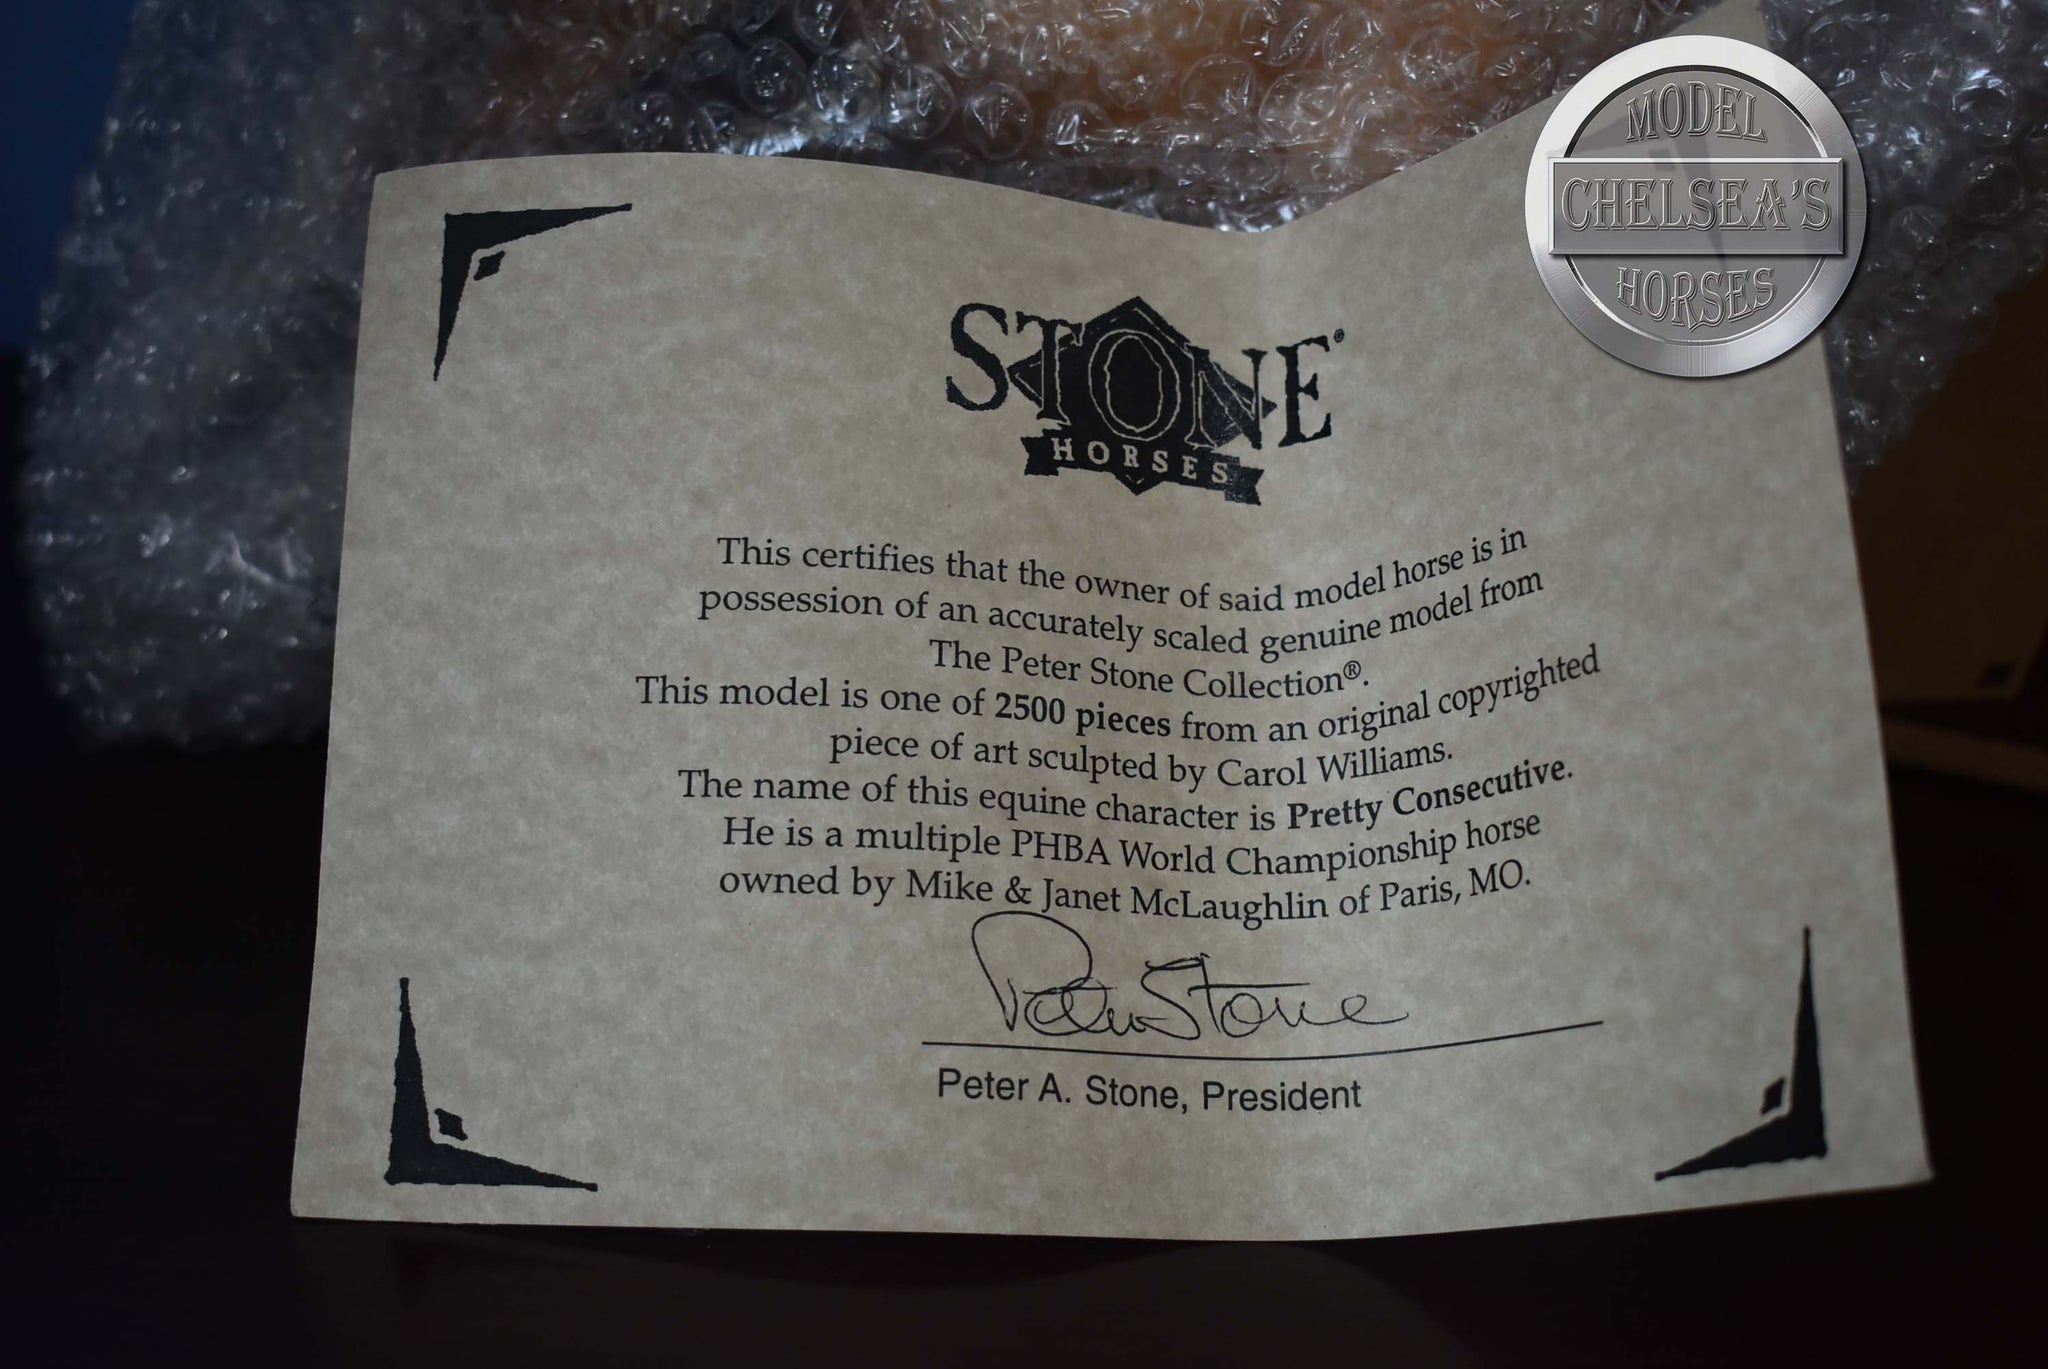 MODEL
CHELSEA'S
HORSES
STONE®
HORSES
This certifies that the owner of said model horse is in
possession of an accurately scaled genuine model from
The Peter Stone Collection®.
This model is one of 2500 pieces from an original copyrighted
piece of art sculpted by Carol Williams.
The name of this equine character is Pretty Consecutive.
He is a multiple PHBA World Championship horse
owned by Mike & Janet McLaughlin of Paris, MO.
Peter Stone
Peter A. Stone, President